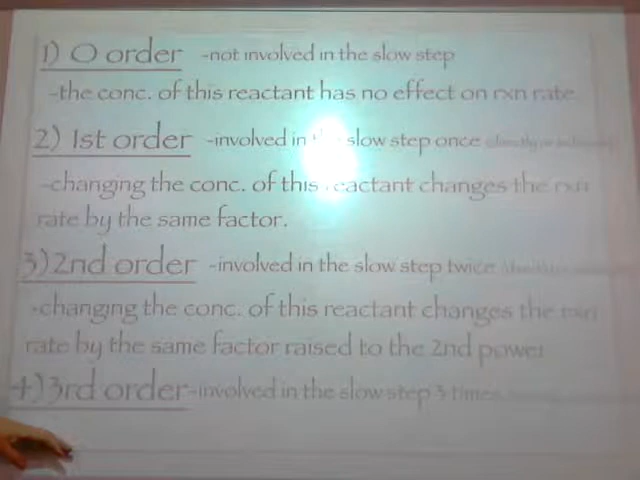 1) O order -not involved in the slow step
-the conc. of this reactant has no effect on rxn rate
2) 1st order -involved in the slow step once
-changing the conc. of this reactant changes the rxn
rate by the same factor.
3) 2nd order -involved in the slow step twice
-changing the conc. of this reactant changes the rxn
rate by the same factor raised to the 2nd power
4) 3rd order -involved in the slow step 3 times